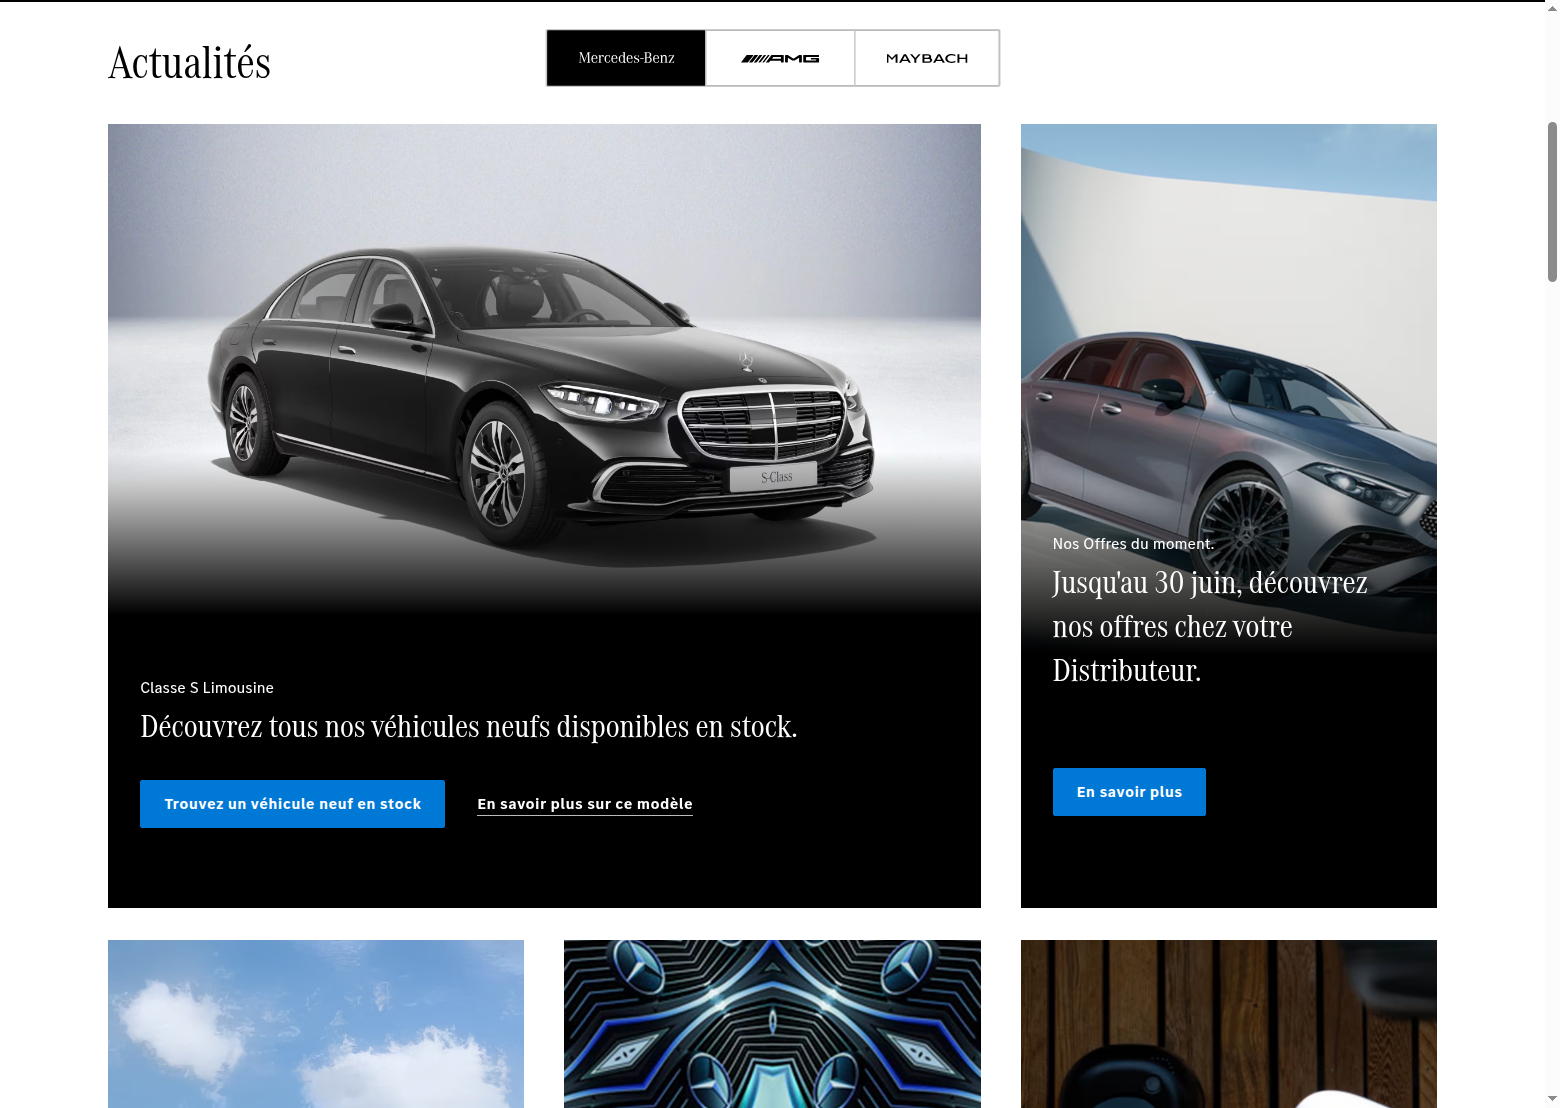 Actualités
Mercedes-Benz
AMG
MAYBACH
S-Class
Classe S Limousine
Découvrez tous nos véhicules neufs disponibles en stock.
Trouvez un véhicule neuf en stock
En savoir plus sur ce modèle
Nos Offres du moment.
Jusqu'au 30 juin, découvrez
nos offres chez votre
Distributeur.
En savoir plus